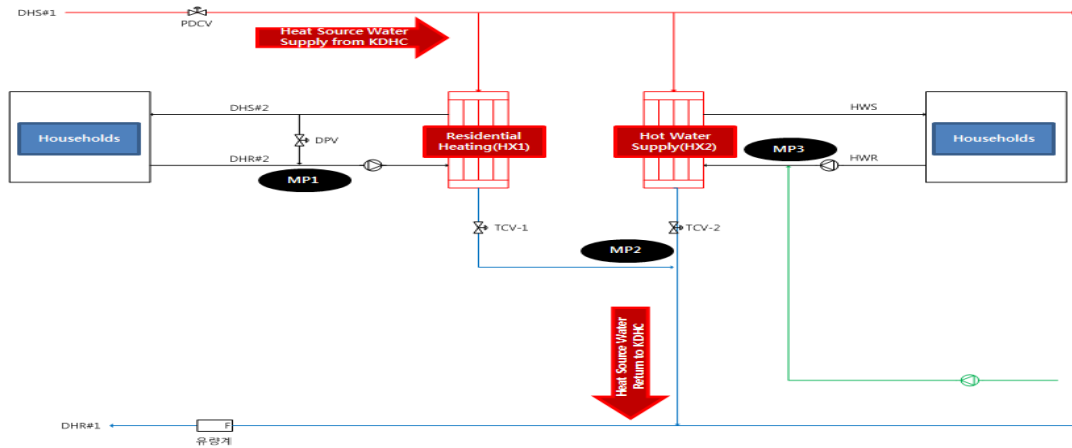 DHS#1
PDCV
Heat Source Water
Supply from KDHC
DHS#2
HWS
Households
DPV
Residential
Heating(HX1)
Hot Water
Supply(HX2)
MP3
Households
DHR#2
HWR
MP1
TCV-1
TCV-2
MP2
Heat Source Water
Return to KDHC
DHR#1
F
유량계